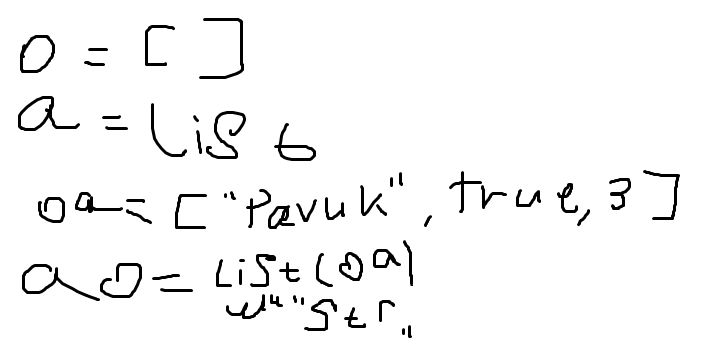 o = [ ]
a = list
oa = ["Pavuk", true, 3]
ao = list(oa)
"str"